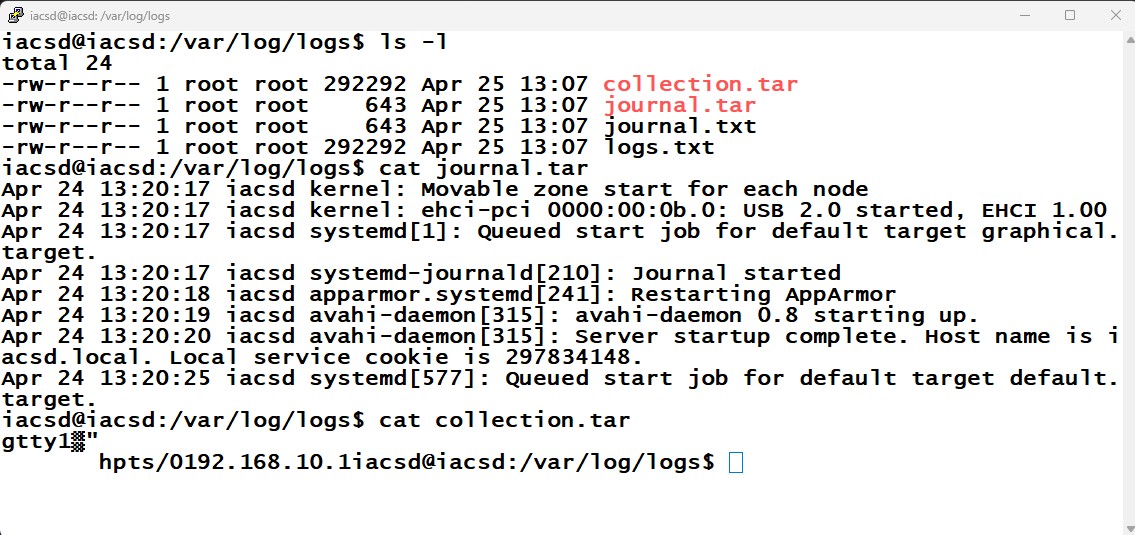 iacsd@iacsd: /var/log/logs
iacsd@iacsd:/var/log/logs$ ls -l
total 24
-rw-r--r-- 1 root root 292292 Apr 25 13:07 collection.tar
-rw-r--r-- 1 root root    643 Apr 25 13:07 journal.tar
-rw-r--r-- 1 root root    643 Apr 25 13:07 journal.txt
-rw-r--r-- 1 root root 292292 Apr 25 13:07 logs.txt
iacsd@iacsd:/var/log/logs$ cat journal.tar
Apr 24 13:20:17 iacsd kernel: Movable zone start for each node
Apr 24 13:20:17 iacsd kernel: ehci-pci 0000:00:0b.0: USB 2.0 started, EHCI 1.00
Apr 24 13:20:17 iacsd systemd[1]: Queued start job for default target graphical.
target.
Apr 24 13:20:17 iacsd systemd-journald[210]: Journal started
Apr 24 13:20:18 iacsd apparmor.systemd[241]: Restarting AppArmor
Apr 24 13:20:19 iacsd avahi-daemon[315]: avahi-daemon 0.8 starting up.
Apr 24 13:20:20 iacsd avahi-daemon[315]: Server startup complete. Host name is i
acsd.local. Local service cookie is 297834148.
Apr 24 13:20:25 iacsd systemd[577]: Queued start job for default target default.
target.
iacsd@iacsd:/var/log/logs$ cat collection.tar
gtty1▒"
hpts/0192.168.10.1iacsd@iacsd:/var/log/logs$